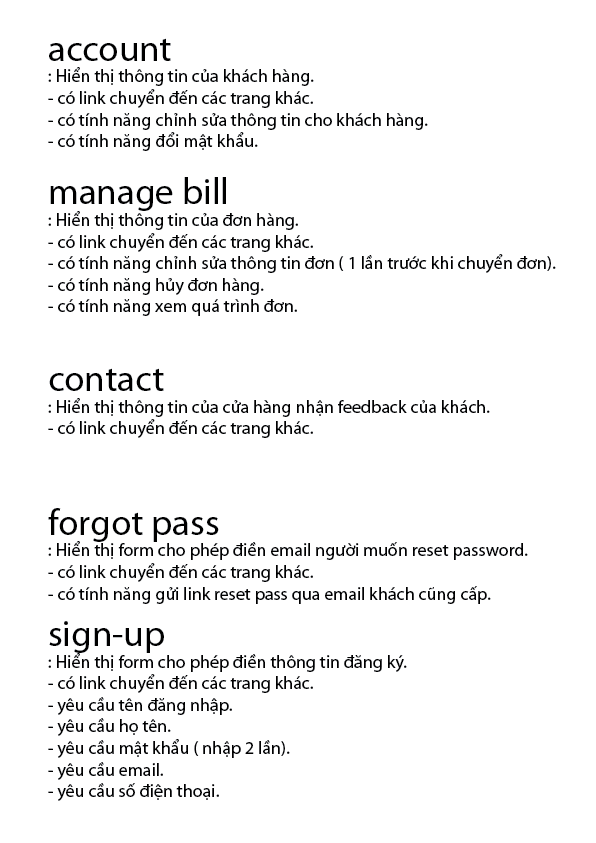 account
: Hiển thị thông tin của khách hàng.
- có link chuyển đến các trang khác.
- có tính năng chỉnh sửa thông tin cho khách hàng.
- có tính năng đổi mật khẩu.
manage bill
: Hiển thị thông tin của đơn hàng.
- có link chuyển đến các trang khác.
- có tính năng chỉnh sửa thông tin đơn ( 1 lần trước khi chuyển đơn).
- có tính năng hủy đơn hàng.
- có tính năng xem quá trình đơn.
contact
: Hiển thị thông tin của cửa hàng nhận feedback của khách.
- có link chuyển đến các trang khác.
forgot pass
: Hiển thị form cho phép điền email người muốn reset password.
- có link chuyển đến các trang khác.
- có tính năng gửi link reset pass qua email khách cũng cấp.
sign-up
: Hiển thị form cho phép điền thông tin đăng ký.
- có link chuyển đến các trang khác.
- yêu cầu tên đăng nhập.
- yêu cầu họ tên.
- yêu cầu mật khẩu ( nhập 2 lần).
- yêu cầu email.
- yêu cầu số điện thoại.